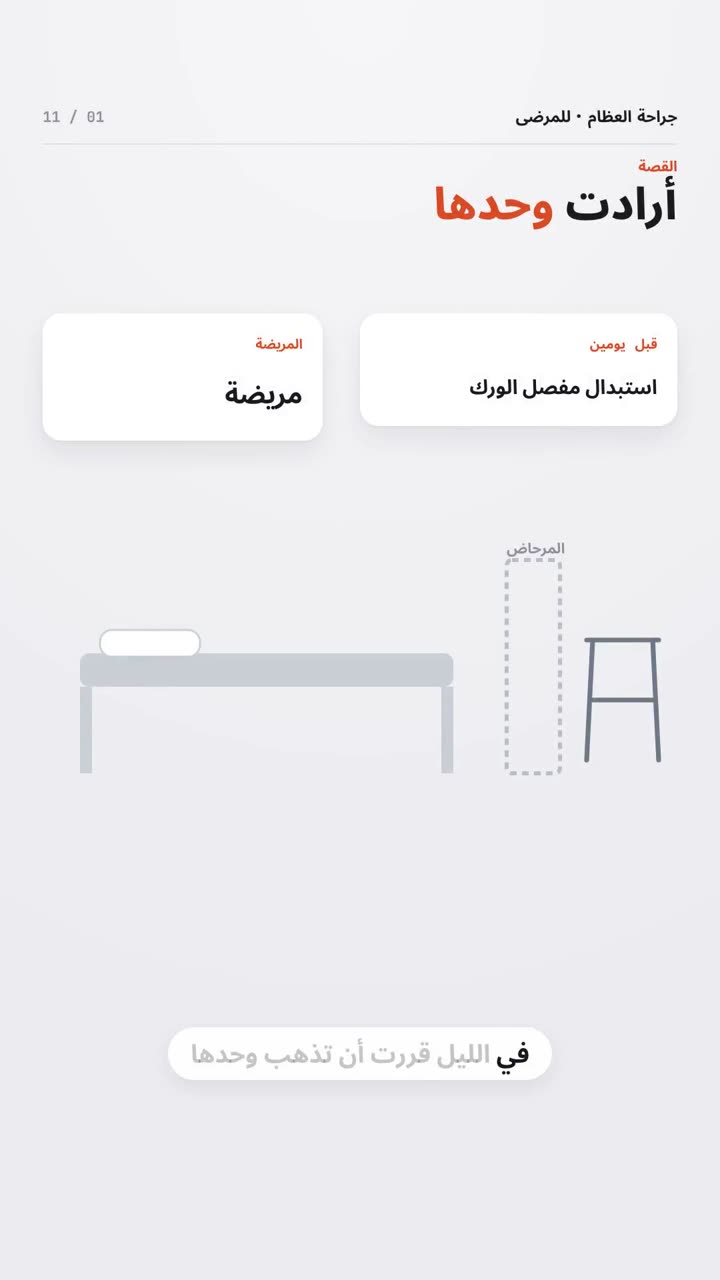 جراحة العظام • للمرضى
11 / 01
القصة
أرادت وحدها
قبل يومين
استبدال مفصل الورك
المريضة
مريضة
المرحاض
في الليل قررت أن تذهب وحدها